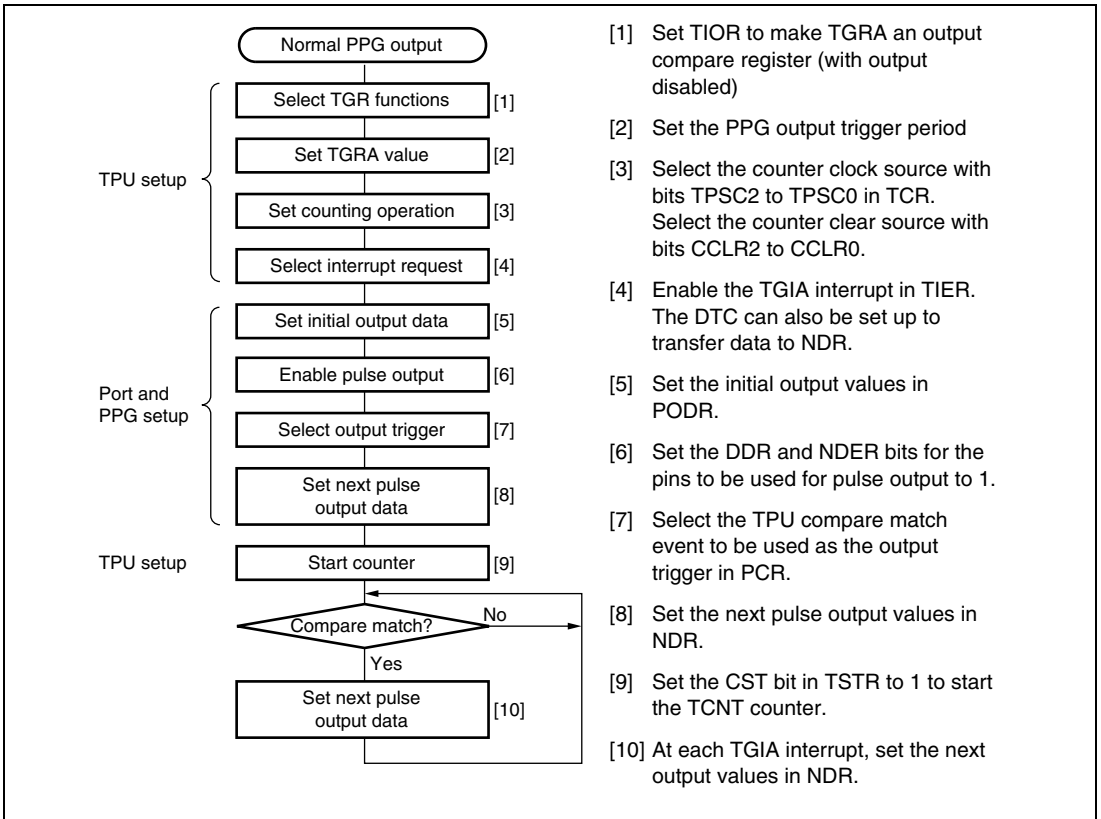 Normal PPG output
Select TGR functions [1]
Set TGRA value [2]
TPU setup
Set counting operation [3]
Select interrupt request [4]
Set initial output data [5]
Enable pulse output [6]
Port and
PPG setup
Select output trigger [7]
Set next pulse
output data
[8]
TPU setup
Start counter [9]
Compare match?
No
Yes
Set next pulse
output data
[10]
[1] Set TIOR to make TGRA an output
compare register (with output
disabled)
[2] Set the PPG output trigger period
[3] Select the counter clock source with
bits TPSC2 to TPSC0 in TCR.
Select the counter clear source with
bits CCLR2 to CCLR0.
[4] Enable the TGIA interrupt in TIER.
The DTC can also be set up to
transfer data to NDR.
[5] Set the initial output values in
PODR.
[6] Set the DDR and NDER bits for the
pins to be used for pulse output to 1.
[7] Select the TPU compare match
event to be used as the output
trigger in PCR.
[8] Set the next pulse output values in
NDR.
[9] Set the CST bit in TSTR to 1 to start
the TCNT counter.
[10] At each TGIA interrupt, set the next
output values in NDR.